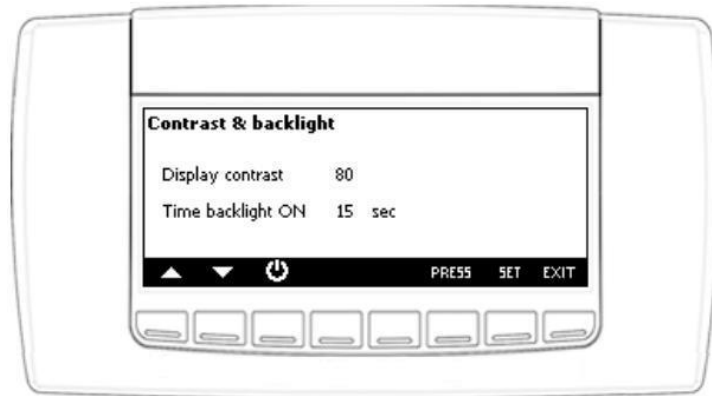 Contrast & backlight
Display contrast 80
Time backlight ON 15 sec
PRESS SET EXIT